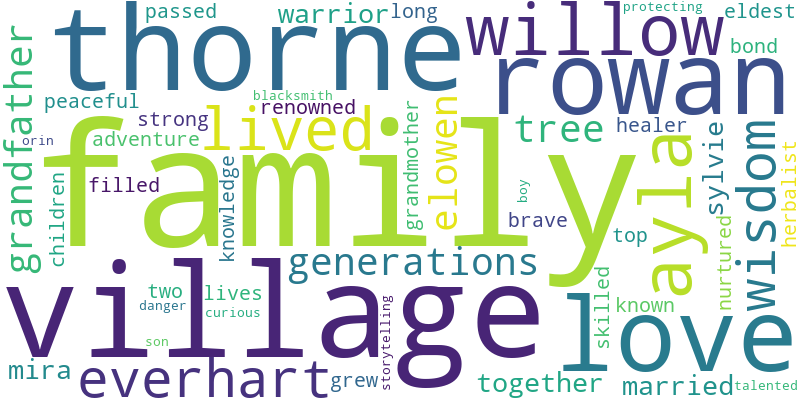 passed
warrior
long
protecting
eldest
thorne
willow
bond
rowan
grandfather
peaceful
blacksmith
renowned
strong
adventure
lived
orin
family
grandmother
elowen
tree
healer
ayla
sylvie
wisdom
herbalist
children
filled
knowledge
boy
brave
top
nurtured
generations
village
two
lives
danger
curious
son
storytelling
love
skilled
known
mira
everhart
grew
together
married
talented